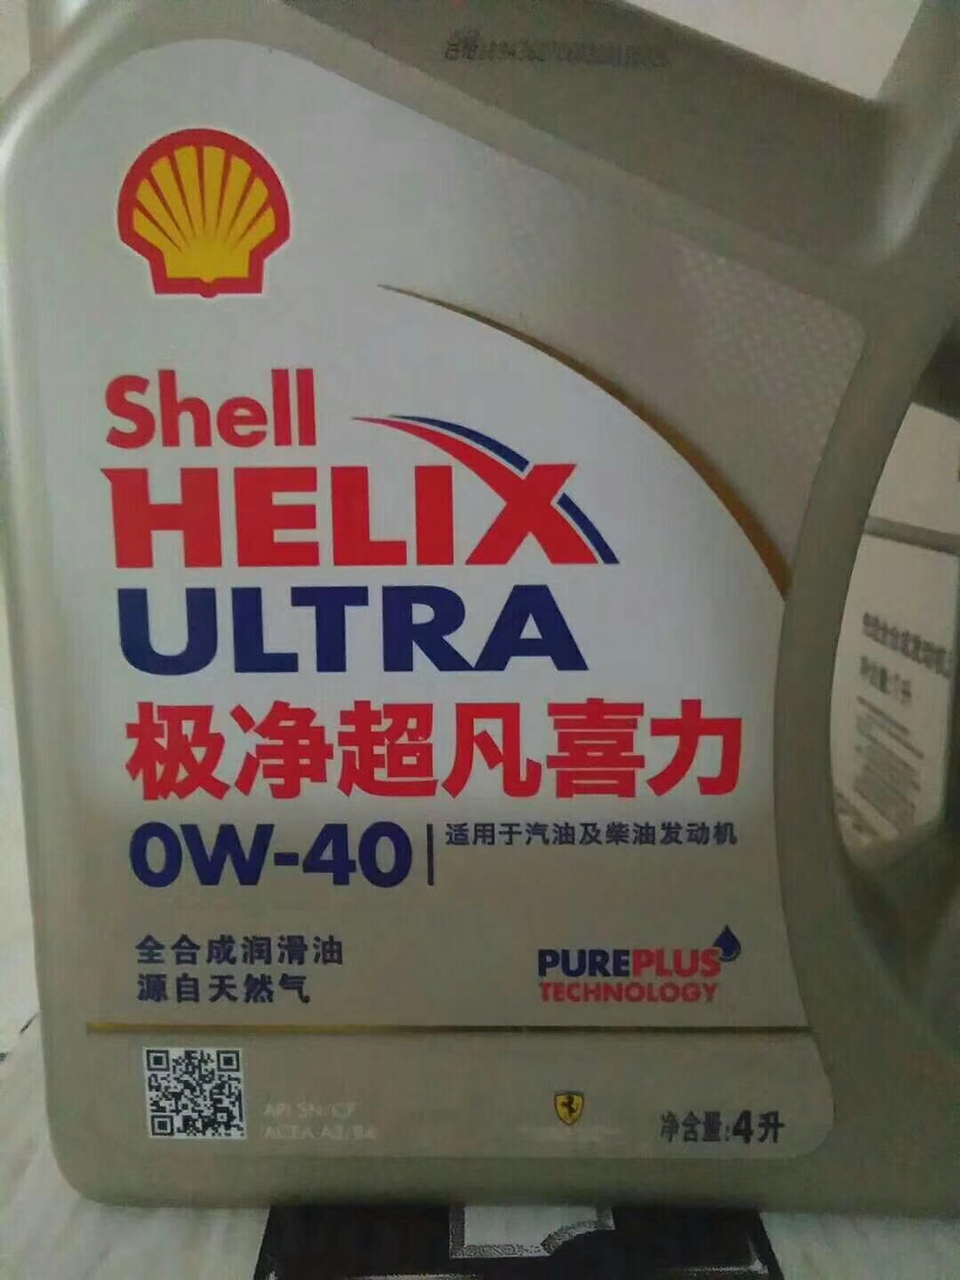 Shell
HELIX
ULTRA
极净超凡喜力
0W-40
适用于汽油及柴油发动机
全合成润滑油
源自天然气
PUREPLUS
TECHNOLOGY
API SN/CF
ACEA A3/B4
净含量:4升